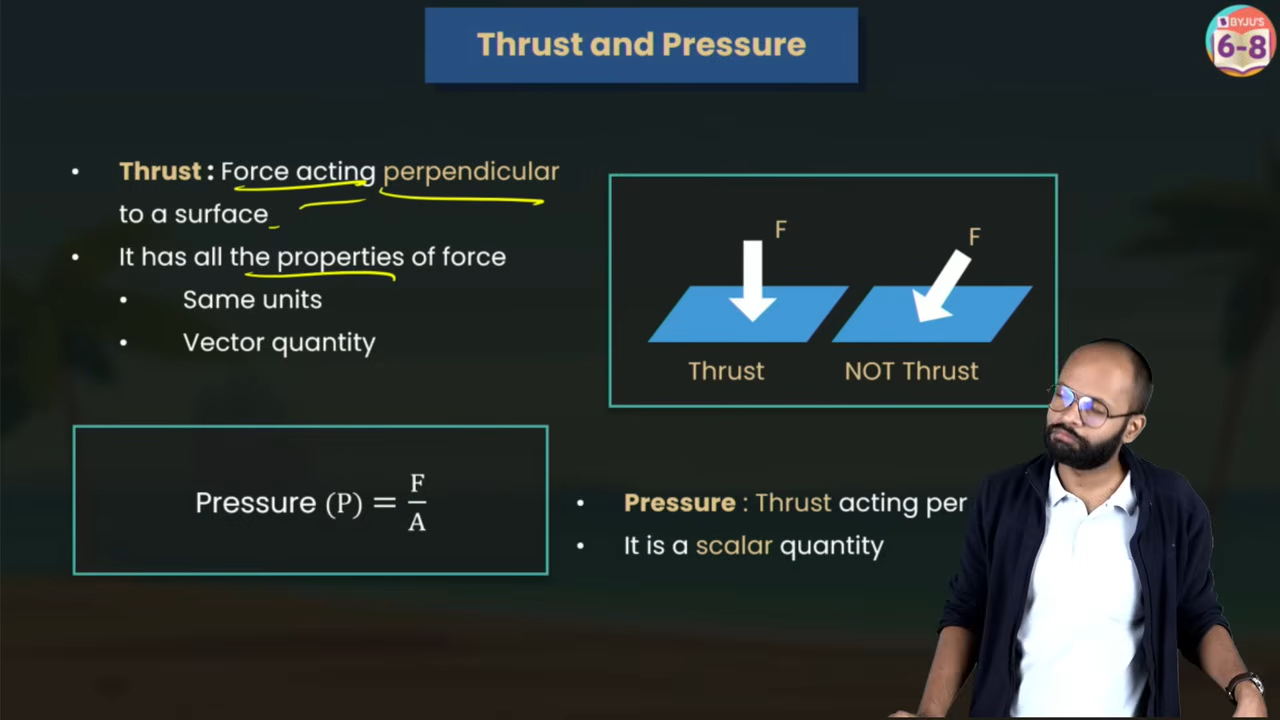 Thrust and Pressure
BYJU'S
6-8
• Thrust : Force acting perpendicular
to a surface
• It has all the properties of force
• Same units
• Vector quantity
F
F
Thrust
NOT Thrust
Pressure (P) = F/A
• Pressure : Thrust acting per
• It is a scalar quantity